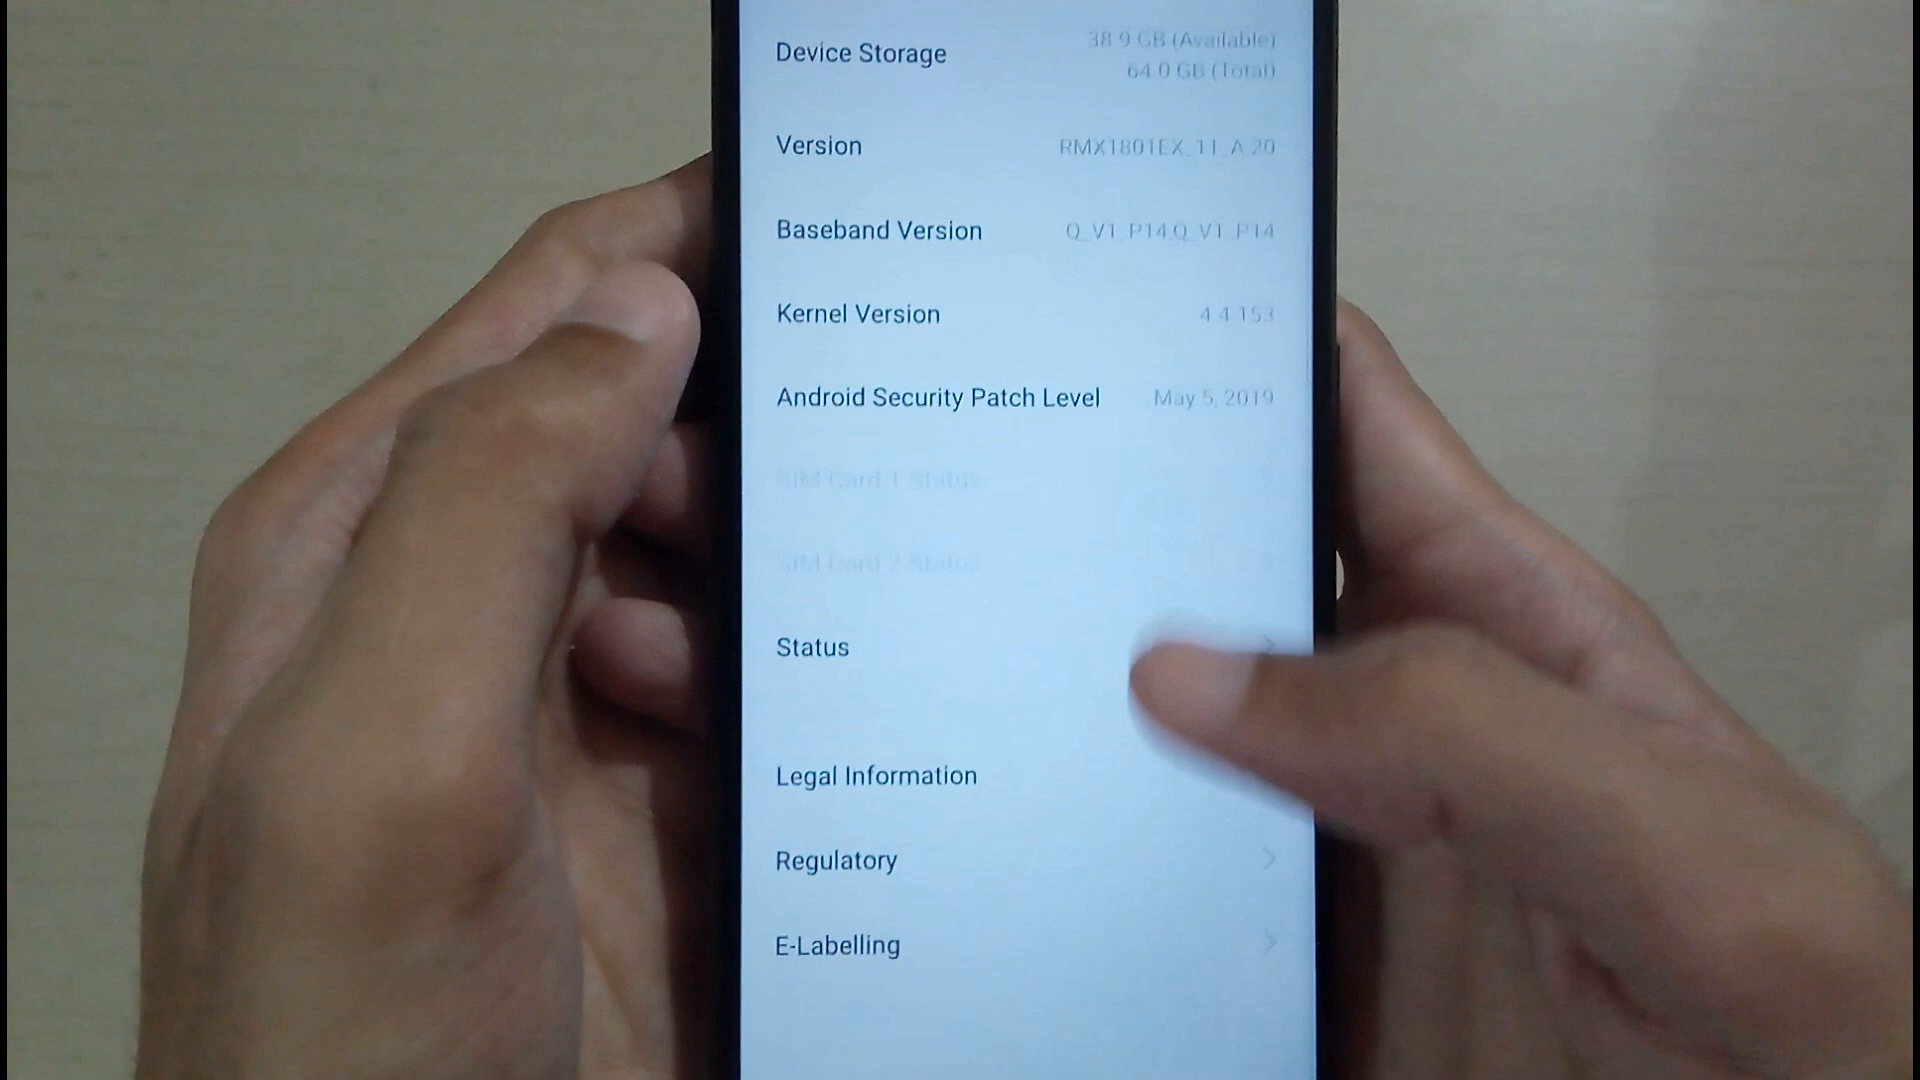 Device Storage
38.9 GB (Available)
64.0 GB (Total)
Version
RMX1801EX_11_A.20
Baseband Version
Q_V1_P14,Q_V1_P14
Kernel Version
4.4.153
Android Security Patch Level
May 5, 2019
SIM Card 1 Status
SIM Card 2 Status
Status
Legal Information
Regulatory
E-Labelling